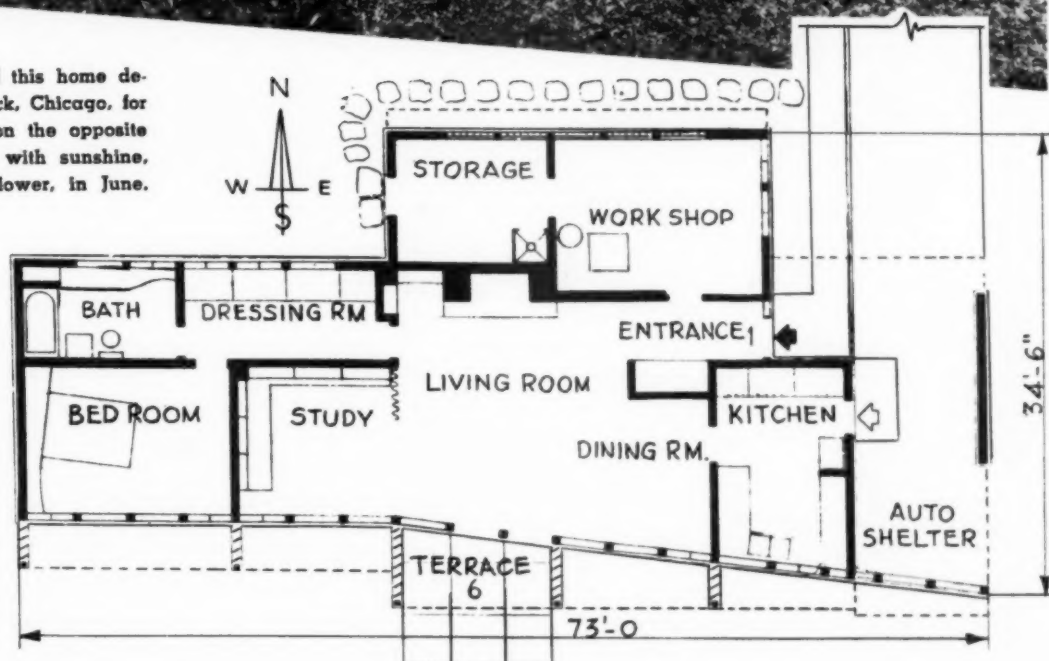 this home de-
ck, Chicago, for
on the opposite
with sunshine,
lower, in June.
N
W E
S
STORAGE
WORK SHOP
BATH
DRESSING RM
ENTRANCE 1
LIVING ROOM
BED ROOM
STUDY
KITCHEN
DINING RM.
34'-6"
AUTO
SHELTER
TERRACE
6
73'-0